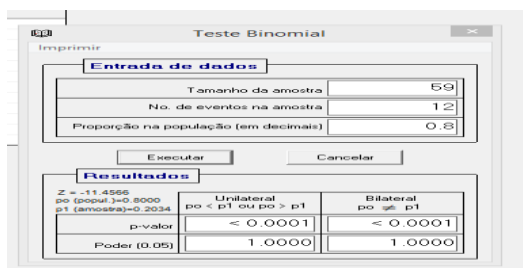 Teste Binomial
Imprimir
Entrada de dados
Tamanho da amostra 59
No. de eventos na amostra 12
Proporção na população (em decimais) 0.8
Executar Cancelar
Resultados
Z = -11.4566
po (popul.)=0.8000
p1 (amostra)=0.2034
Unilateral
po < p1 ou po > p1
Bilateral
po ≠ p1
p-valor < 0.0001 < 0.0001
Poder (0.05) 1.0000 1.0000